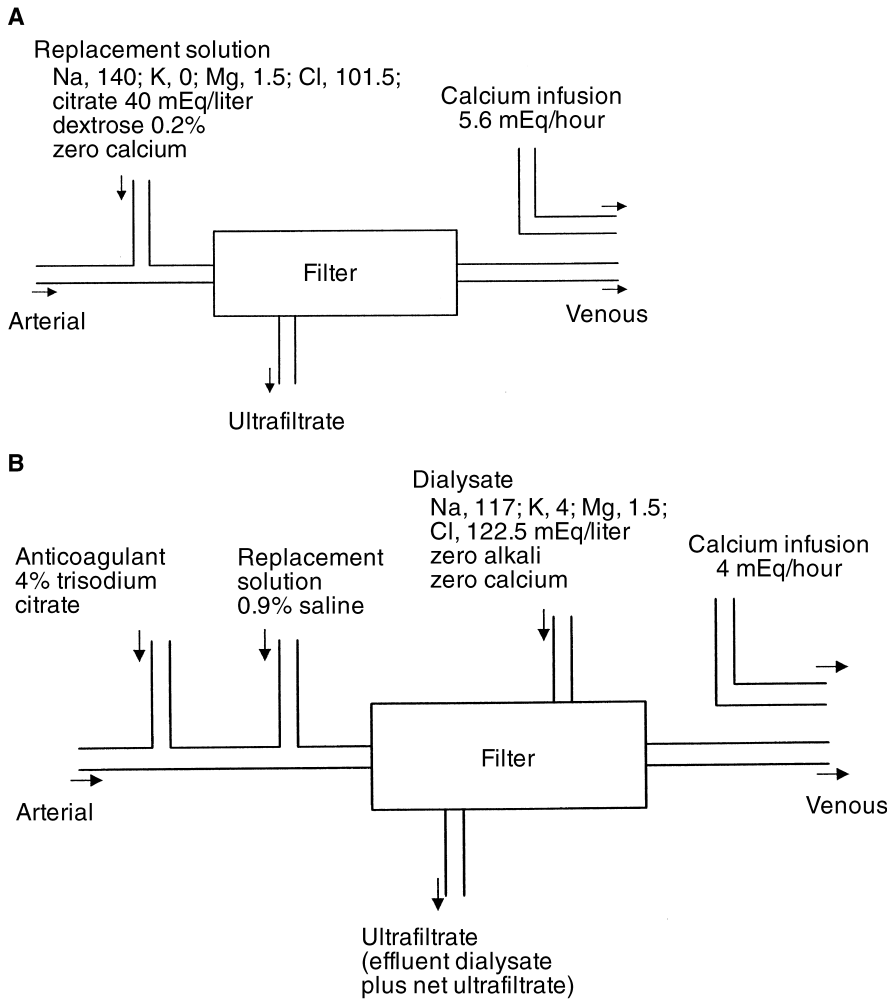 A
Replacement solution
Na, 140; K, 0; Mg, 1.5; Cl, 101.5;
citrate 40 mEq/liter
dextrose 0.2%
zero calcium
Calcium infusion
5.6 mEq/hour
Filter
Arterial
Venous
Ultrafiltrate
B
Dialysate
Na, 117; K, 4; Mg, 1.5;
Cl, 122.5 mEq/liter
zero alkali
zero calcium
Anticoagulant
4% trisodium
citrate
Replacement
solution
0.9% saline
Calcium infusion
4 mEq/hour
Filter
Arterial
Venous
Ultrafiltrate
(effluent dialysate
plus net ultrafiltrate)